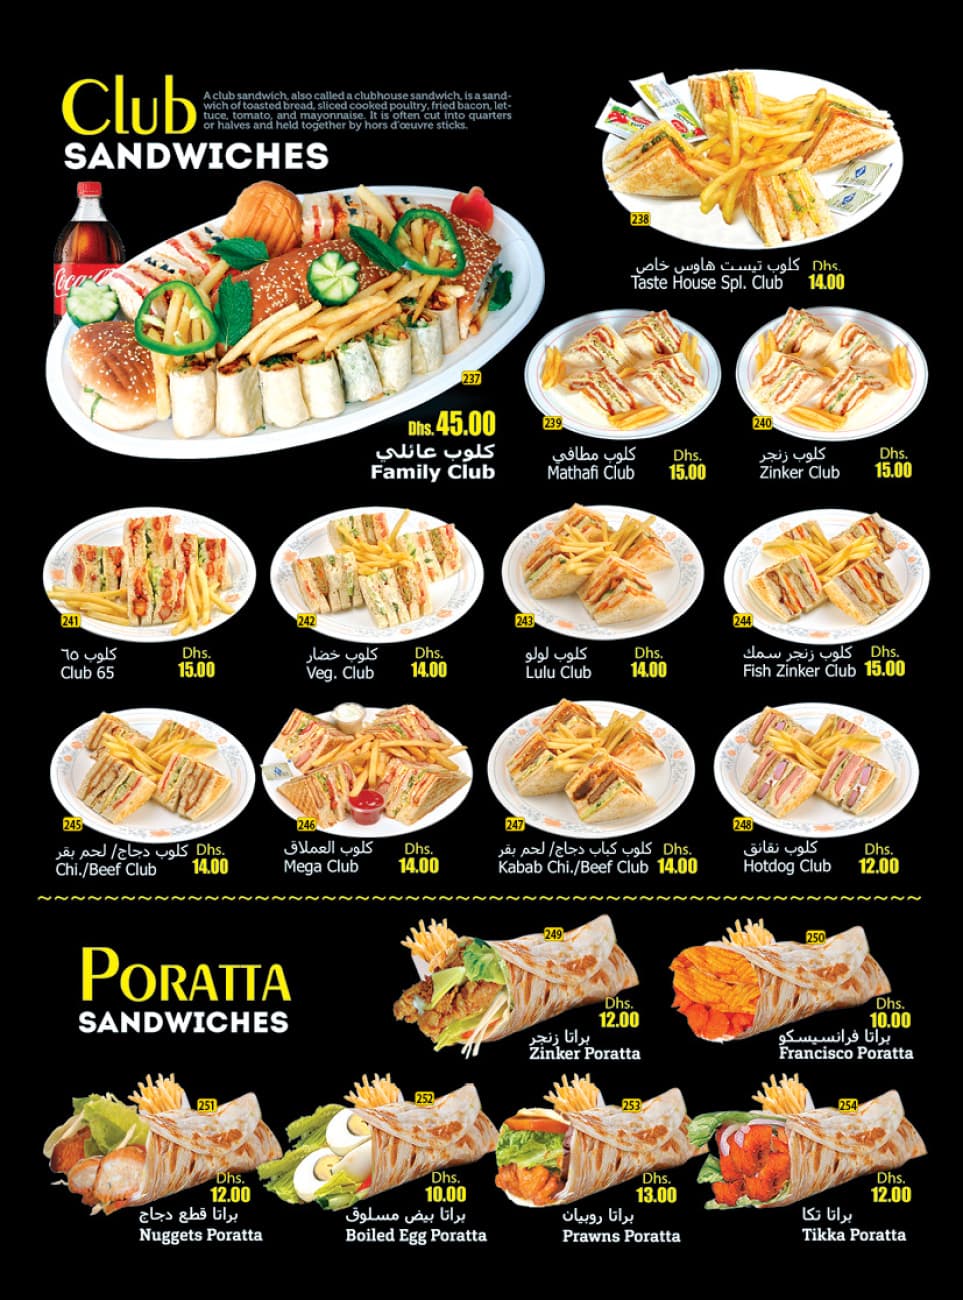 Club
SANDWICHES
A club sandwich, also called a clubhouse sandwich, is a sand-
wich of toasted bread, sliced cooked poultry, fried bacon, let-
tuce, tomato, and mayonnaise. It is often cut into quarters
or halves and held together by hors d'œuvre sticks.
238
كلوب تيست هاوس خاص
Taste House Spl. Club
Dhs.
14.00
237
Dhs. 45.00
كلوب عائلي
Family Club
239
كلوب مطافي
Mathafi Club
Dhs.
15.00
240
كلوب زنجر
Zinker Club
Dhs.
15.00
241
كلوب ٦٥
Club 65
Dhs.
15.00
242
كلوب خضار
Veg. Club
Dhs.
14.00
243
كلوب لولو
Lulu Club
Dhs.
14.00
244
كلوب زنجر سمك
Fish Zinker Club
Dhs.
15.00
245
كلوب دجاج/ لحم بقر
Chi./Beef Club
Dhs.
14.00
246
كلوب العملاق
Mega Club
Dhs.
14.00
247
كلوب كباب دجاج/ لحم بقر
Kabab Chi./Beef Club
Dhs.
14.00
248
كلوب نقانق
Hotdog Club
Dhs.
12.00
PORATTA
SANDWICHES
249
Dhs.
12.00
براتا زنجر
Zinker Poratta
250
Dhs.
10.00
براتا فرانسيسكو
Francisco Poratta
251
Dhs.
12.00
براتا قطع دجاج
Nuggets Poratta
252
Dhs.
10.00
براتا بيض مسلوق
Boiled Egg Poratta
253
Dhs.
13.00
براتا روبيان
Prawns Poratta
254
Dhs.
12.00
براتا تكا
Tikka Poratta